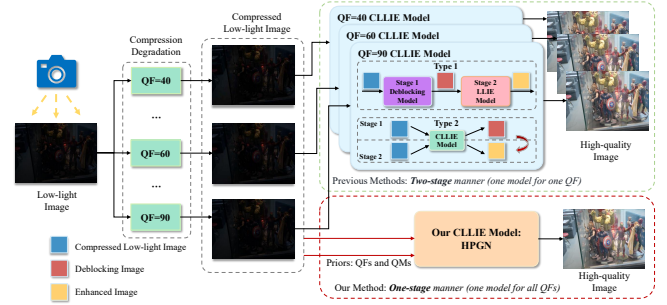 Compressed
Low-light Image
Compression
Degradation
QF=40
...
QF=60
...
QF=90
Low-light
Image
Compressed Low-light Image
Deblocking Image
Enhanced Image
QF=40 CLLIE Model
QF=60 CLLIE Model
QF=90 CLLIE Model
Type 1
Stage 1
Deblocking
Model
Stage 2
LLIE
Model
Type 2
Stage 1
CLLIE
Model
Stage 2
High-quality
Image
Previous Methods: Two-stage manner (one model for one QF)
Our CLLIE Model:
HPGN
Priors: QFs and QMs
High-quality
Image
Our Method: One-stage manner (one model for all QFs)